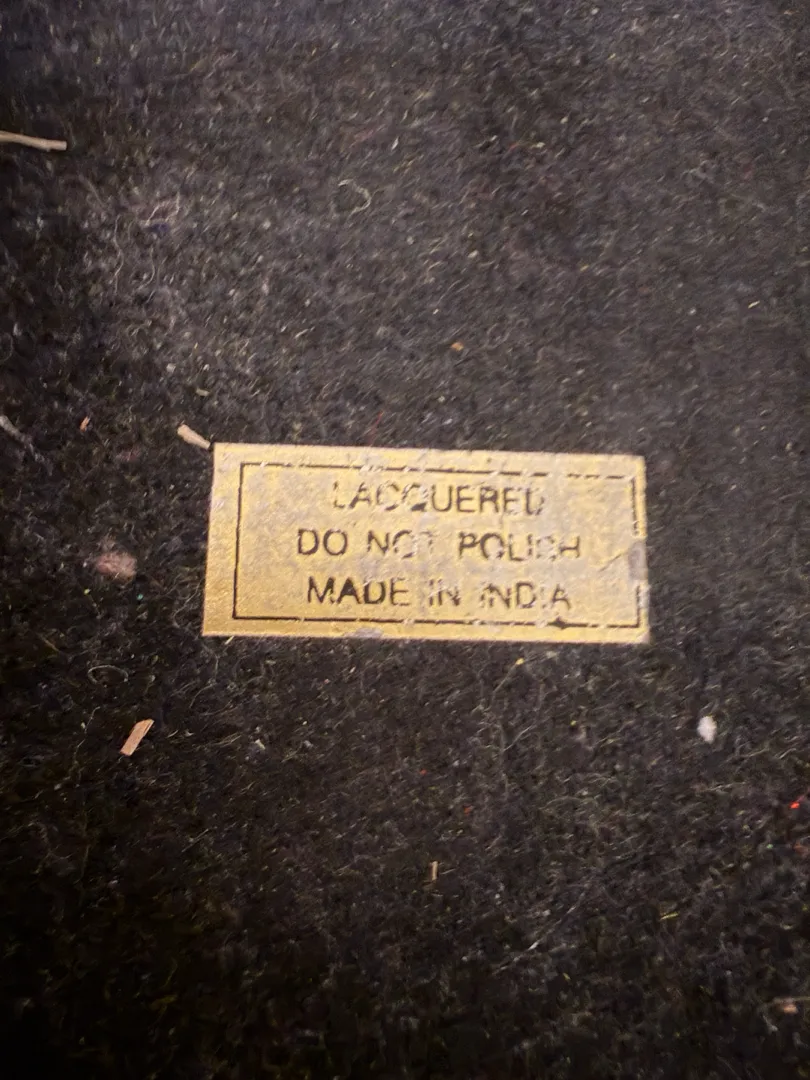 LACQUERED
DO NOT POLISH
MADE IN INDIA